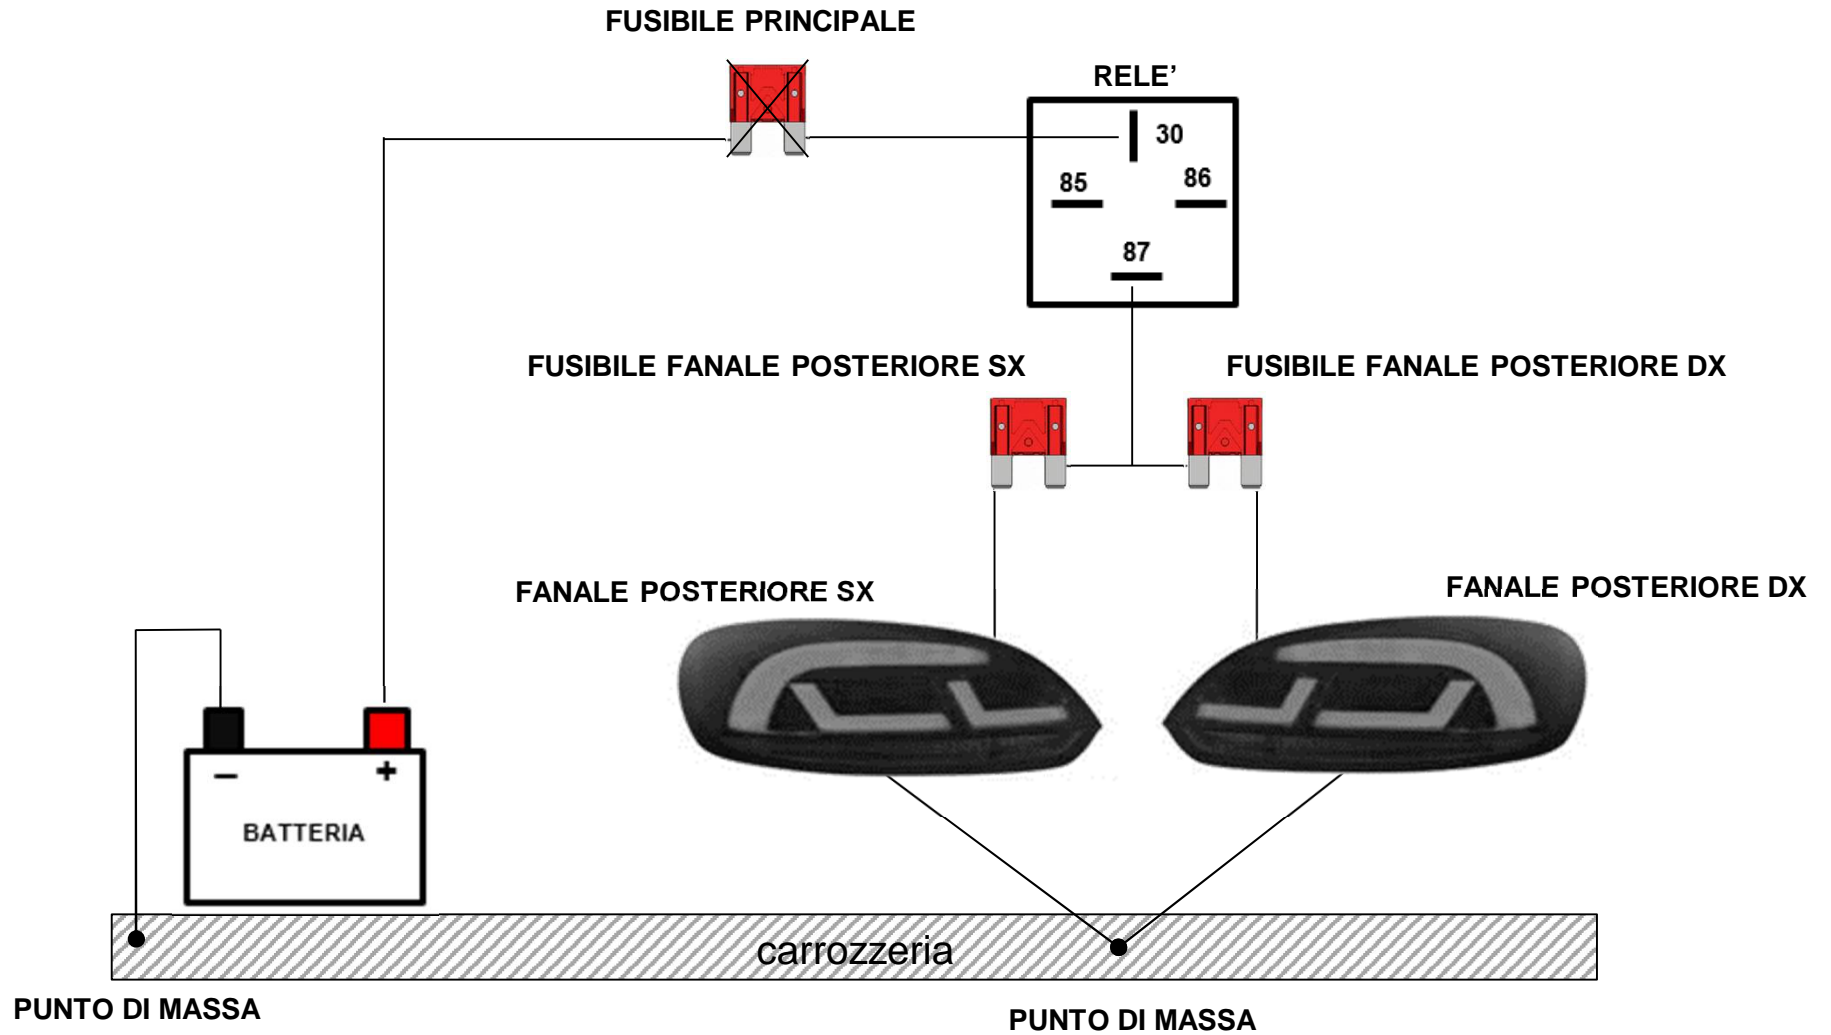 FUSIBILE PRINCIPALE
RELE’
30
85
86
87
FUSIBILE FANALE POSTERIORE SX
FUSIBILE FANALE POSTERIORE DX
FANALE POSTERIORE SX
FANALE POSTERIORE DX
– +
BATTERIA
carrozzeria
PUNTO DI MASSA
PUNTO DI MASSA